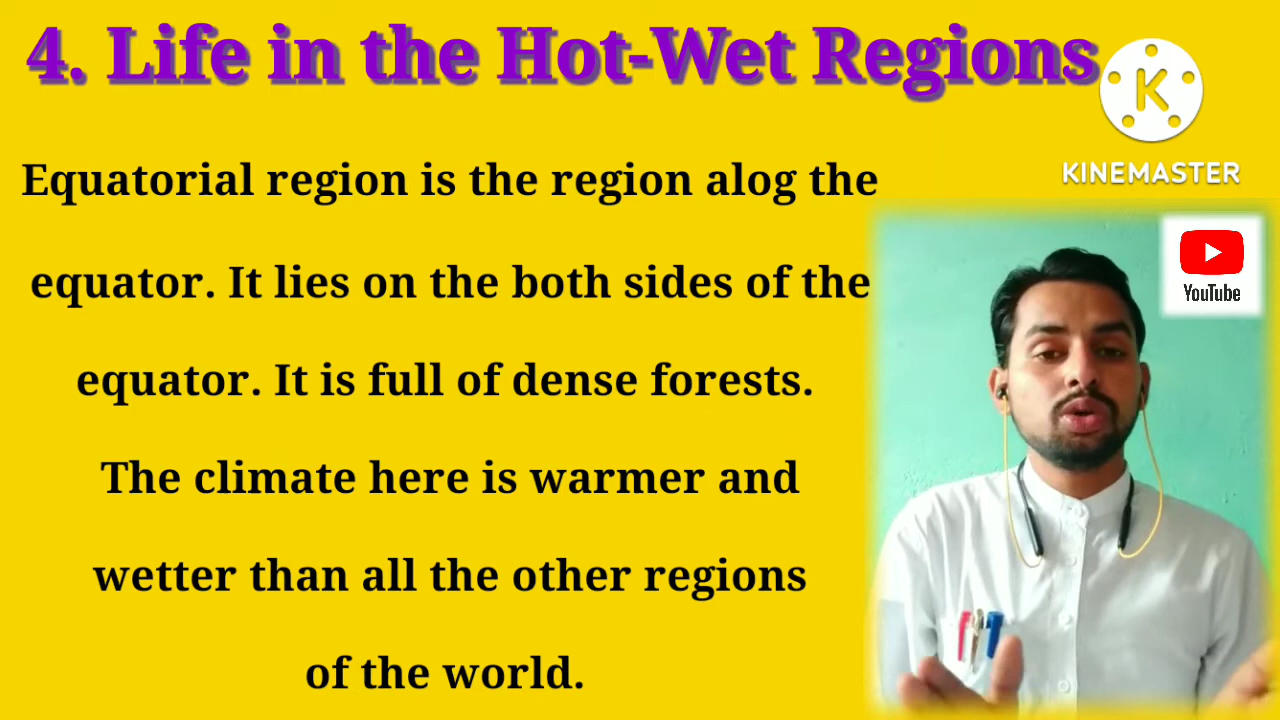 4. Life in the Hot-Wet Regions
K
KINEMASTER
Equatorial region is the region alog the
equator. It lies on the both sides of the
equator. It is full of dense forests.
The climate here is warmer and
wetter than all the other regions
of the world.
YouTube